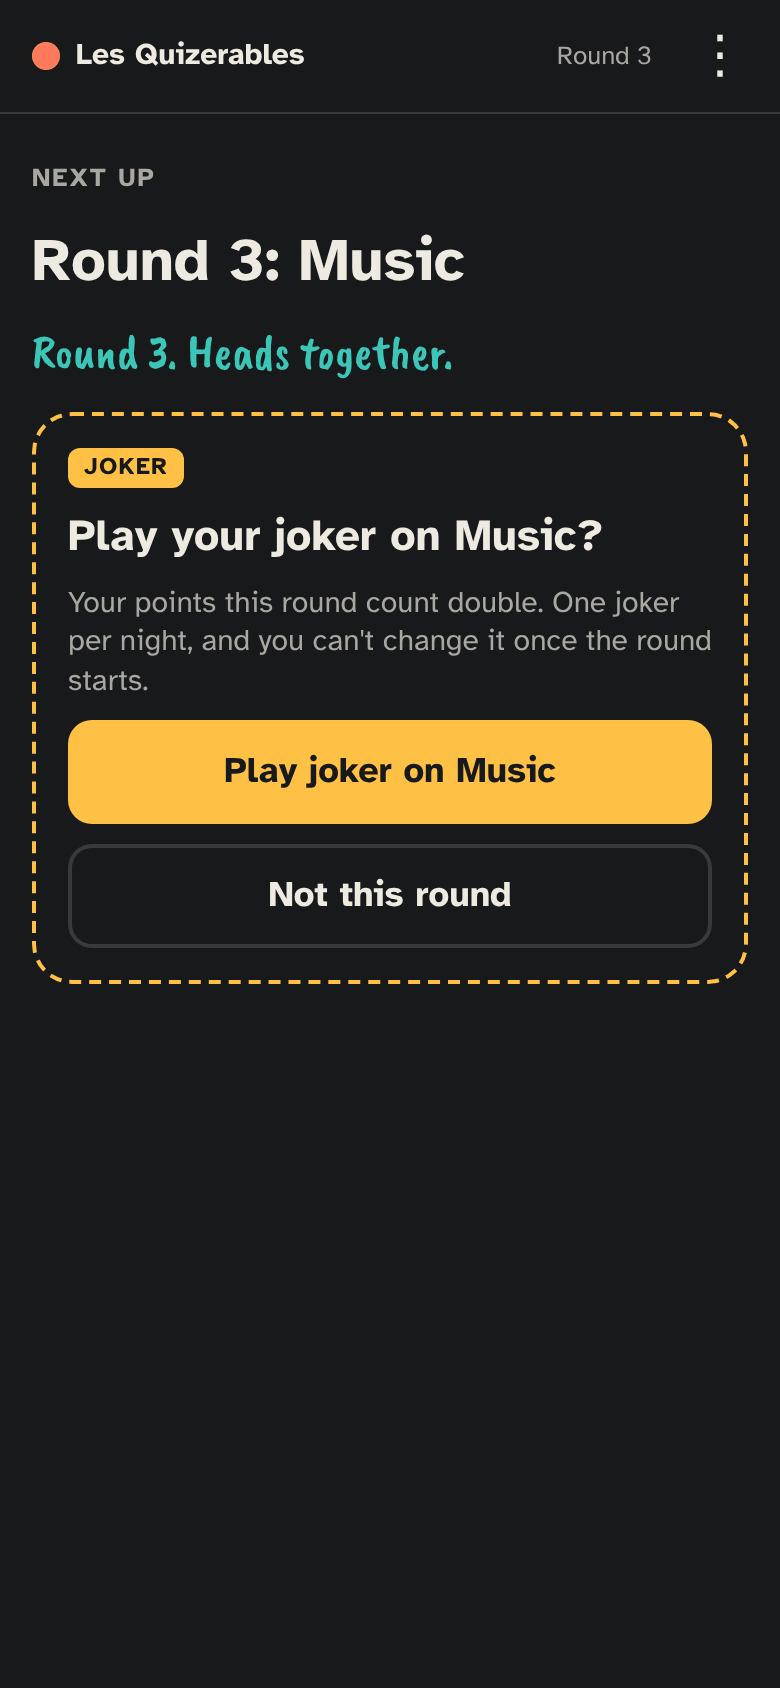 Les Quizerables
Round 3
NEXT UP
Round 3: Music
Round 3. Heads together.
JOKER
Play your joker on Music?
Your points this round count double. One joker
per night, and you can't change it once the round
starts.
Play joker on Music
Not this round